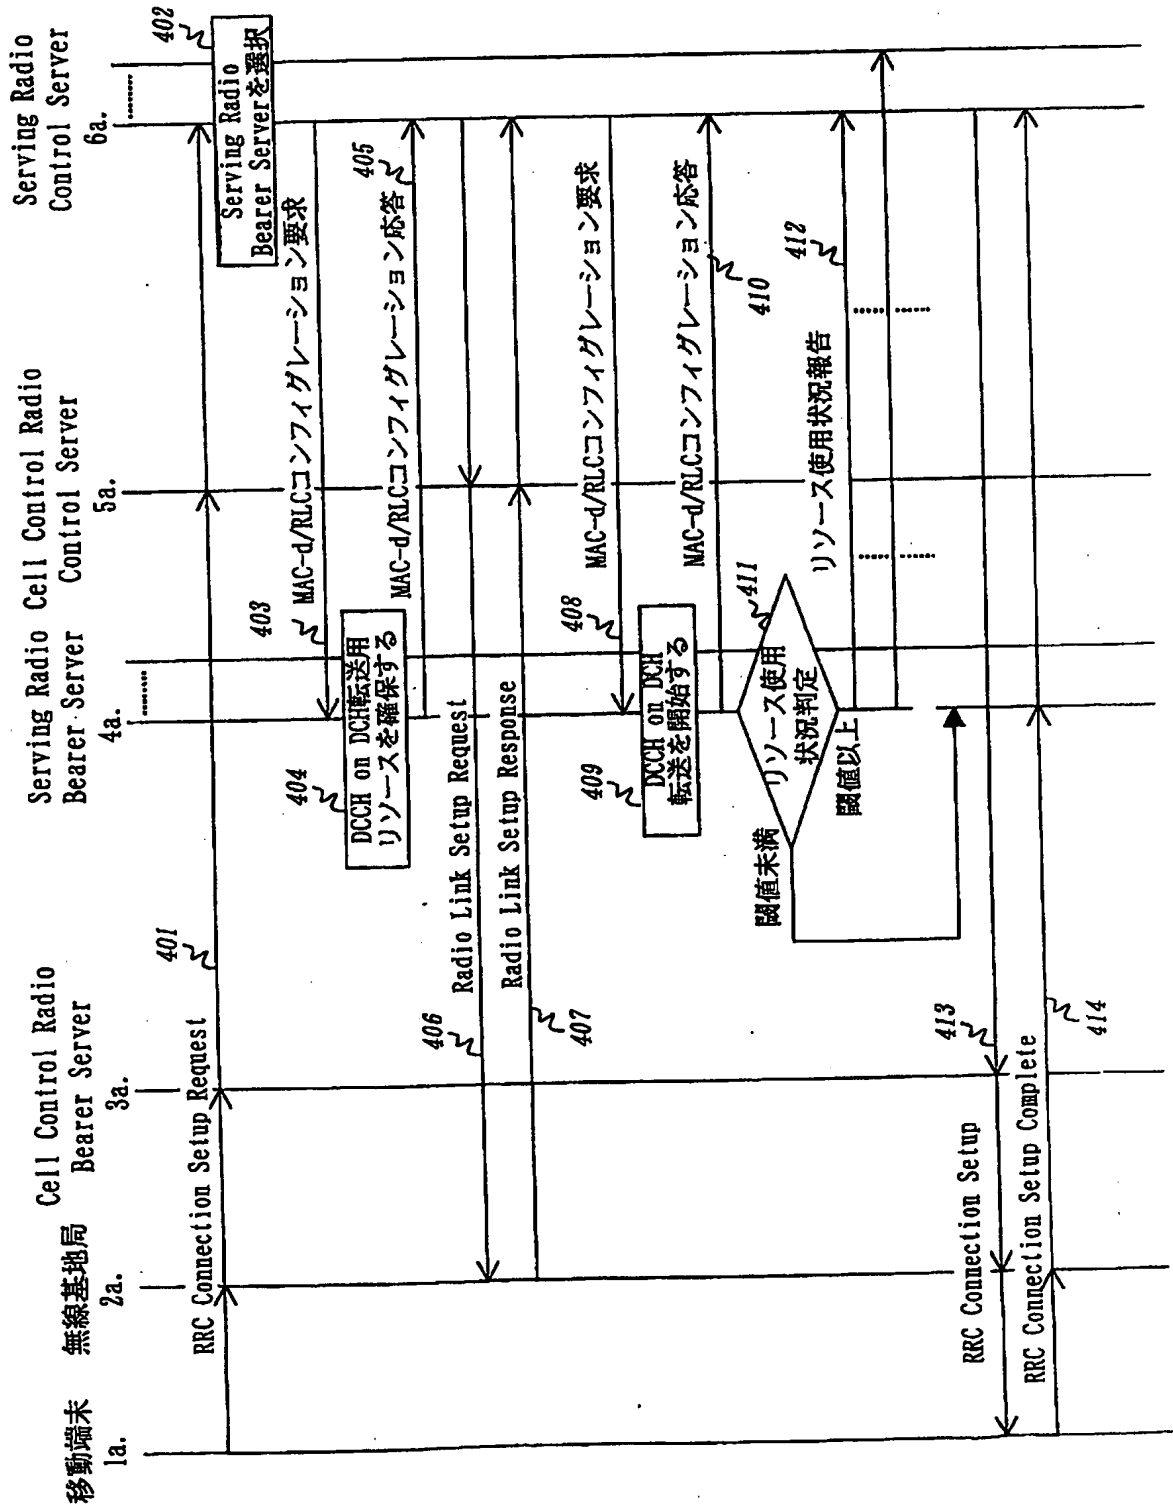 移動端末
1a.
無線基地局
2a.
Cell Control Radio
Bearer Server
3a.
Serving Radio
Bearer Server
4a.
Cell Control Radio
Control Server
5a.
Serving Radio
Control Server
6a.
RRC Connection Setup Request
401
402
Serving Radio
Bearer Serverを選択
MAC-d/RLCコンフィグレーション要求
403
404
DCCH on DCH転送用
リソースを確保する
MAC-d/RLCコンフィグレーション応答
405
Radio Link Setup Request
406
Radio Link Setup Response
407
MAC-d/RLCコンフィグレーション要求
408
409
DCCH on DCH
転送を開始する
MAC-d/RLCコンフィグレーション応答
410
411
リソース使用
状況判定
閾値未満
閾値以上
リソース使用状況報告
412
RRC Connection Setup
413
RRC Connection Setup Complete
414